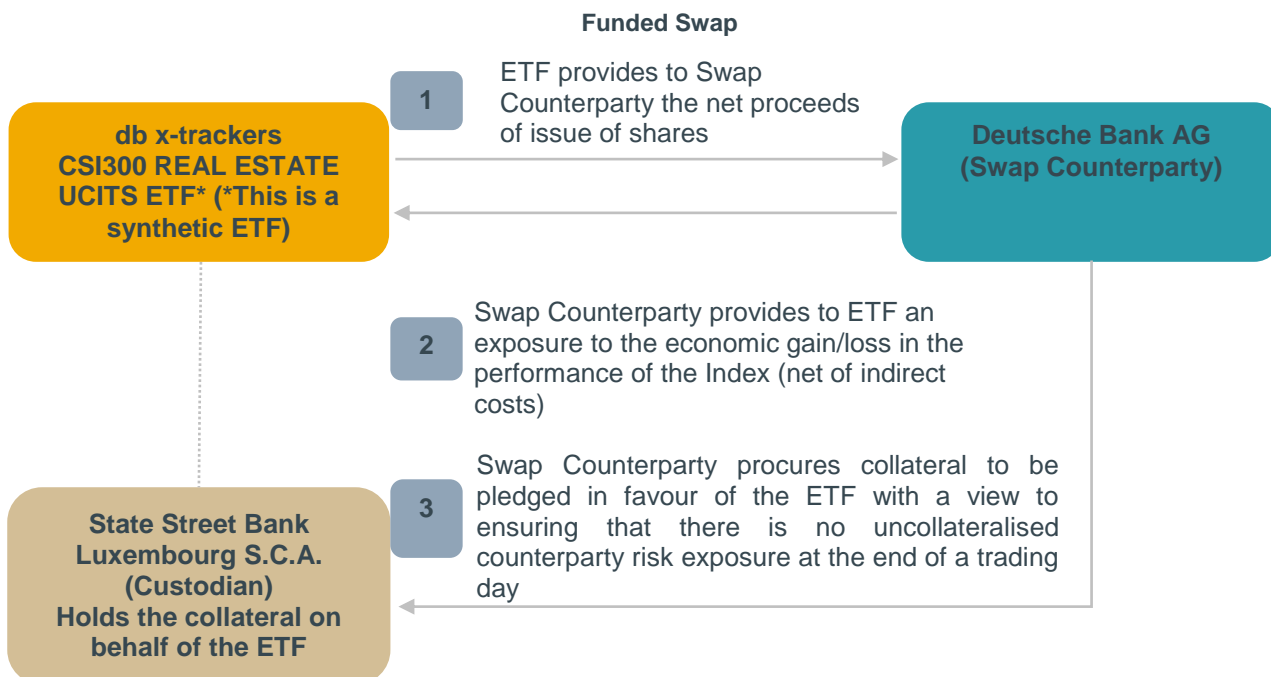 Funded Swap
1
ETF provides to Swap
Counterparty the net proceeds
of issue of shares
db x-trackers
CSI300 REAL ESTATE
UCITS ETF* (*This is a
synthetic ETF)
Deutsche Bank AG
(Swap Counterparty)
2
Swap Counterparty provides to ETF an
exposure to the economic gain/loss in the
performance of the Index (net of indirect
costs)
3
Swap Counterparty procures collateral to be
pledged in favour of the ETF with a view to
ensuring that there is no uncollateralised
counterparty risk exposure at the end of a trading
day
State Street Bank
Luxembourg S.C.A.
(Custodian)
Holds the collateral on
behalf of the ETF